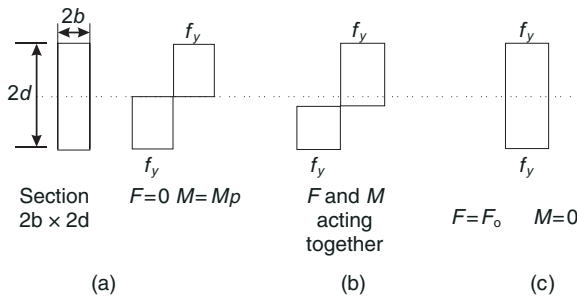 2b
f_y
f_y
f_y
2d
f_y
f_y
f_y
Section
2b × 2d
F=0 M=Mp
F and M
acting
together
F=F_o M=0
(a)
(b)
(c)